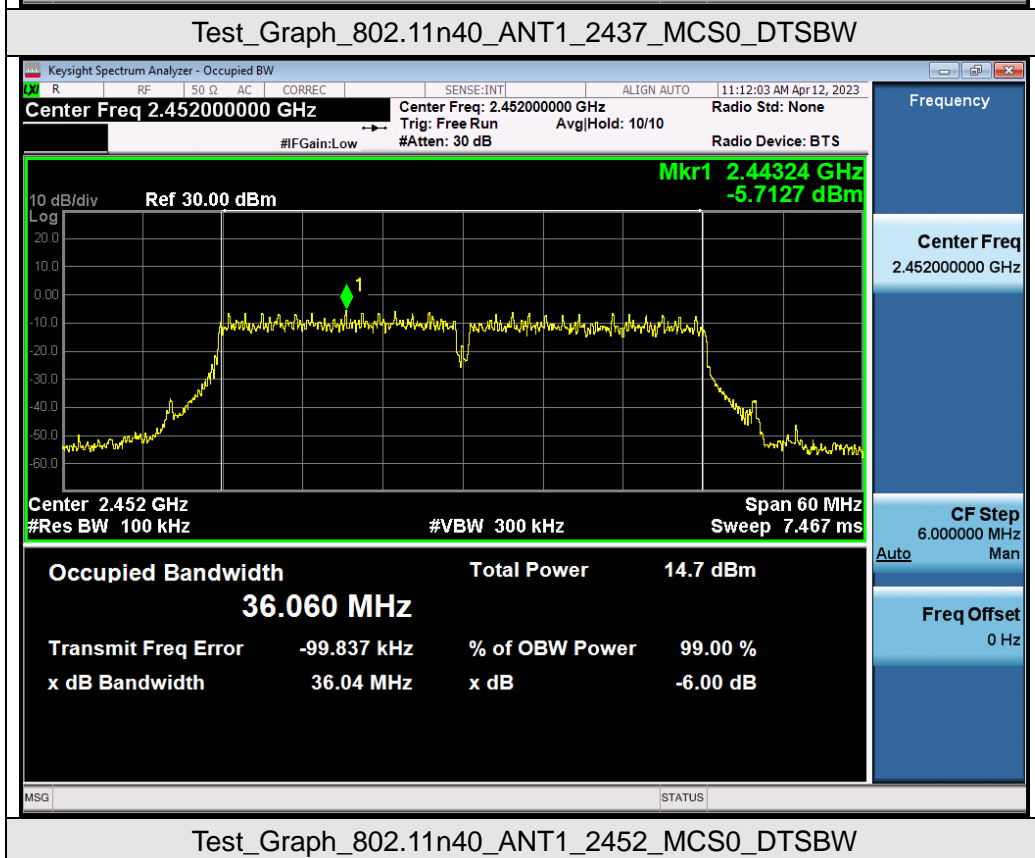 Test_Graph_802.11n40_ANT1_2437_MCS0_DTSBW
Keysight Spectrum Analyzer - Occupied BW
LXI R RF 50 Ω AC CORREC SENSE:INT ALIGN AUTO 11:12:03 AM Apr 12, 2023
Center Freq 2.452000000 GHz Center Freq: 2.452000000 GHz Radio Std: None
Trig: Free Run Avg|Hold: 10/10
#IFGain:Low #Atten: 30 dB Radio Device: BTS
Frequency
Mkr1 2.44324 GHz
-5.7127 dBm
10 dB/div Ref 30.00 dBm
Log
20.0
10.0
0.00
-10.0
-20.0
-30.0
-40.0
-50.0
-60.0
1
Center 2.452 GHz Span 60 MHz
#Res BW 100 kHz #VBW 300 kHz Sweep 7.467 ms
Center Freq
2.452000000 GHz
CF Step
6.000000 MHz
Auto Man
Freq Offset
0 Hz
Occupied Bandwidth Total Power 14.7 dBm
36.060 MHz
Transmit Freq Error -99.837 kHz % of OBW Power 99.00 %
x dB Bandwidth 36.04 MHz x dB -6.00 dB
MSG STATUS
Test_Graph_802.11n40_ANT1_2452_MCS0_DTSBW